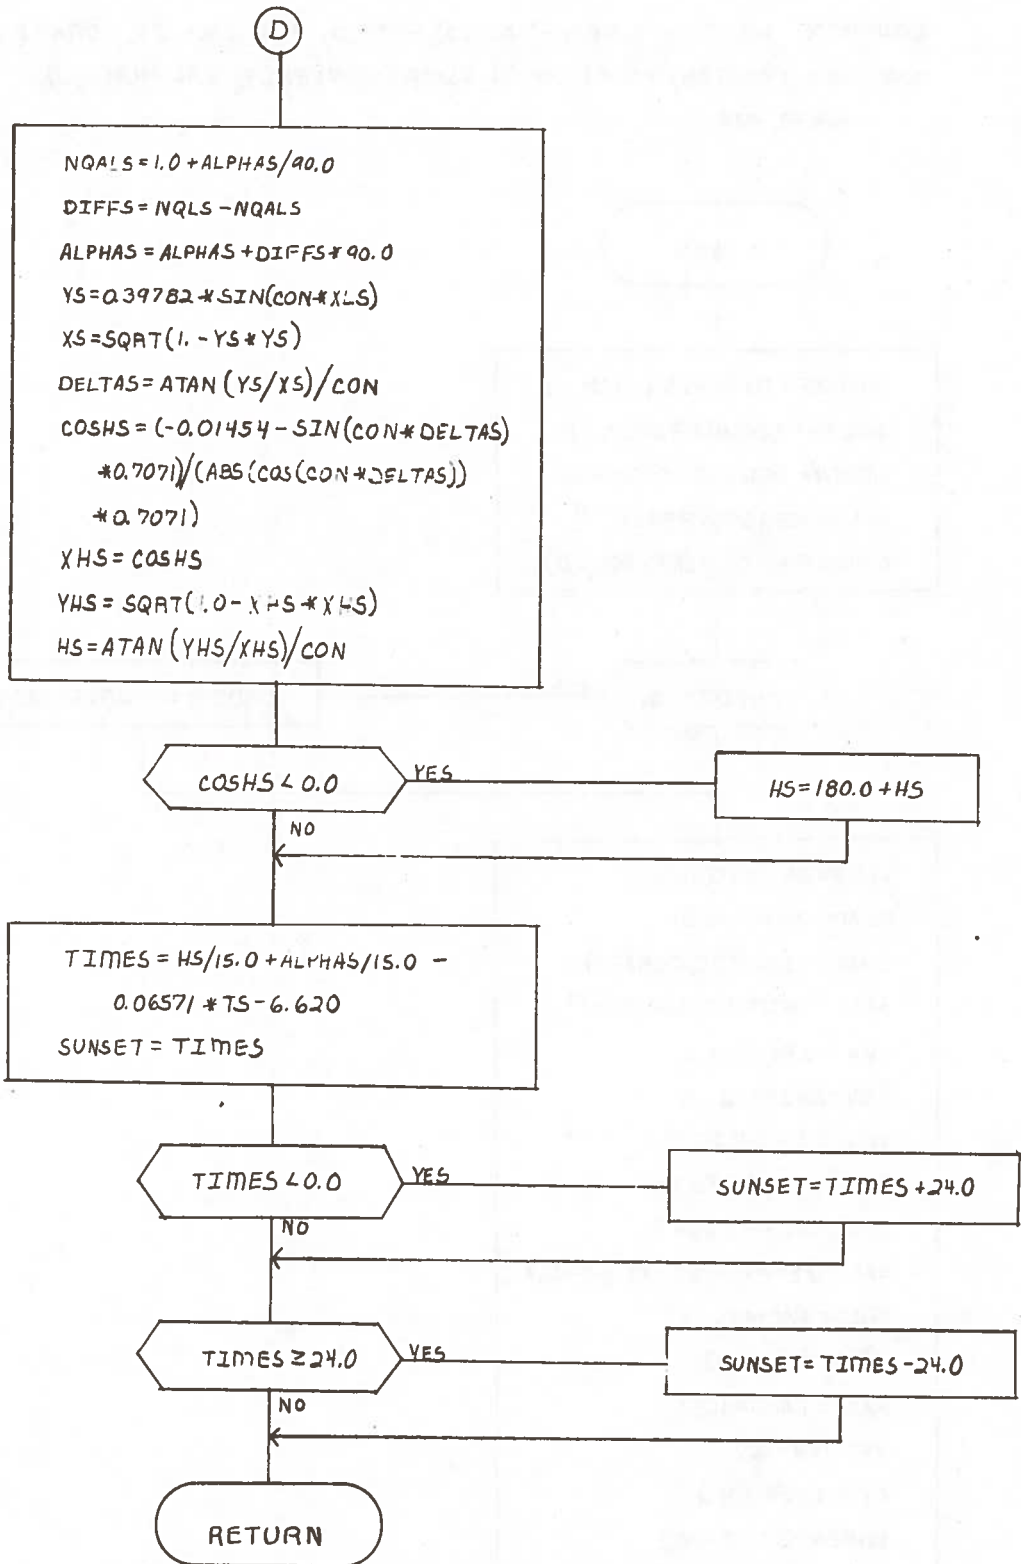 D
NQALS=1.0+ALPHAS/90.0
DIFFS=NQLS-NQALS
ALPHAS=ALPHAS+DIFFS*90.0
YS=0.39782*SIN(CON*XLS)
XS=SQRT(1.-YS*YS)
DELTAS=ATAN(YS/XS)/CON
COSHS=(-0.01454-SIN(CON*DELTAS)
*0.7071)/(ABS(COS(CON*DELTAS))
*0.7071)
XHS=COSHS
YHS=SQRT(1.0-XHS*XHS)
HS=ATAN(YHS/XHS)/CON
COSHS<0.0
YES
HS=180.0+HS
NO
TIMES=HS/15.0+ALPHAS/15.0-
0.06571*TS-6.620
SUNSET=TIMES
TIMES<0.0
YES
SUNSET=TIMES+24.0
NO
TIMES≥24.0
YES
SUNSET=TIMES-24.0
NO
RETURN